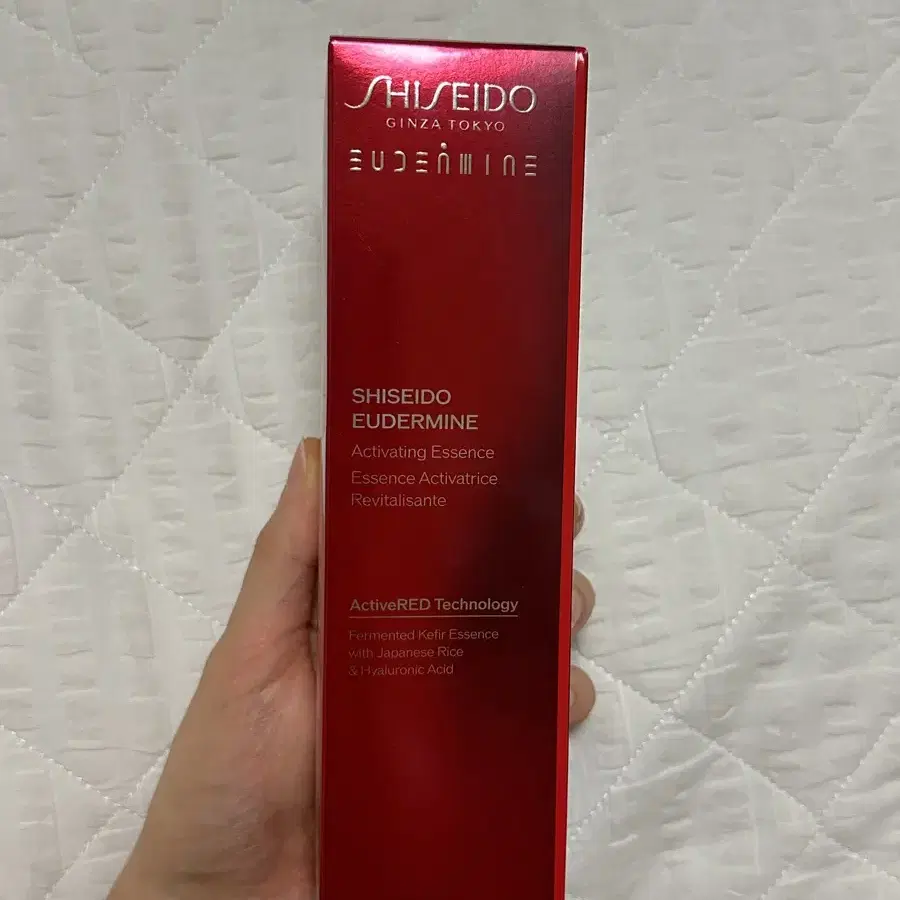 SHISEIDO
GINZA TOKYO
EUDERMINE
SHISEIDO
EUDERMINE
Activating Essence
Essence Activatrice
Revitalisante
ActiveRED Technology
Fermented Kefir Essence
with Japanese Rice
& Hyaluronic Acid